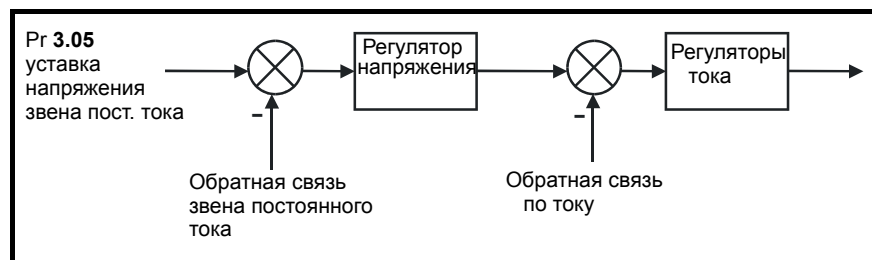 Pr 3.05
уставка
напряжения
звена пост. тока
-
Обратная связь
звена постоянного
тока
Регулятор
напряжения
-
Обратная связь
по току
Регуляторы
тока